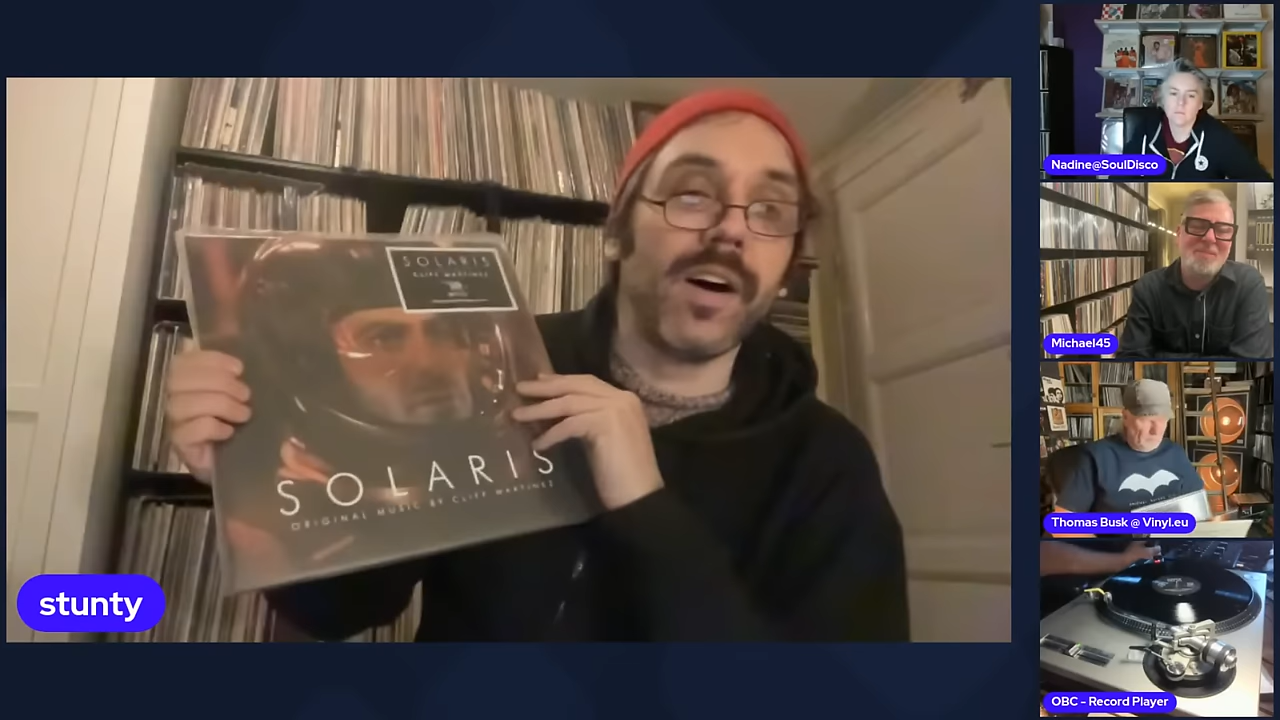 SOLARIS
CLIFF MARTINEZ
SOLARIS
ORIGINAL MUSIC BY CLIFF MARTINEZ
stunty
Nadine@SoulDisco
Michael45
Thomas Busk @ Vinyl.eu
OBC - Record Player